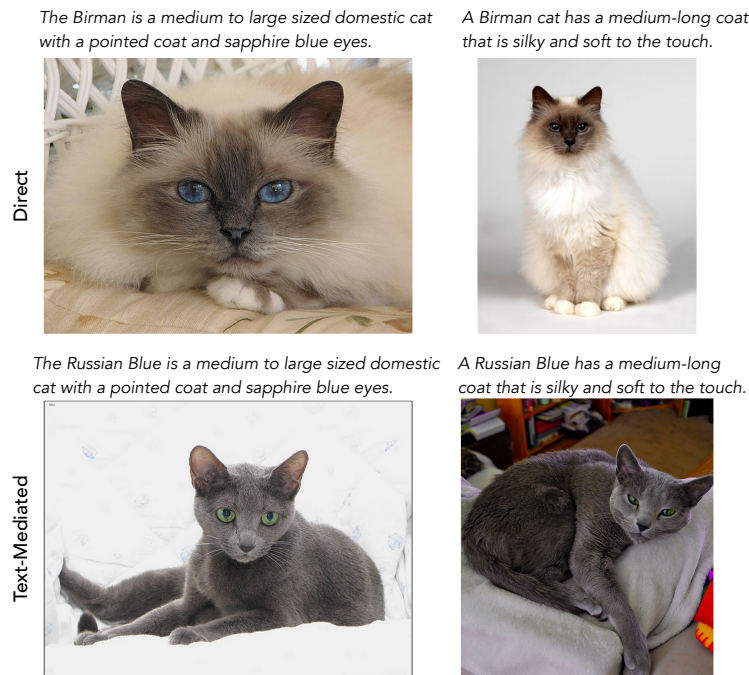 The Birman is a medium to large sized domestic cat
with a pointed coat and sapphire blue eyes.
A Birman cat has a medium-long coat
that is silky and soft to the touch.
Direct
The Russian Blue is a medium to large sized domestic
cat with a pointed coat and sapphire blue eyes.
A Russian Blue has a medium-long
coat that is silky and soft to the touch.
Text-Mediated